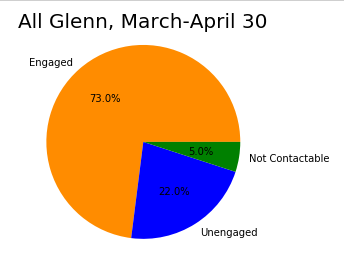 All Glenn, March-April 30
Engaged
73.0%
5.0%
Not Contactable
22.0%
Unengaged